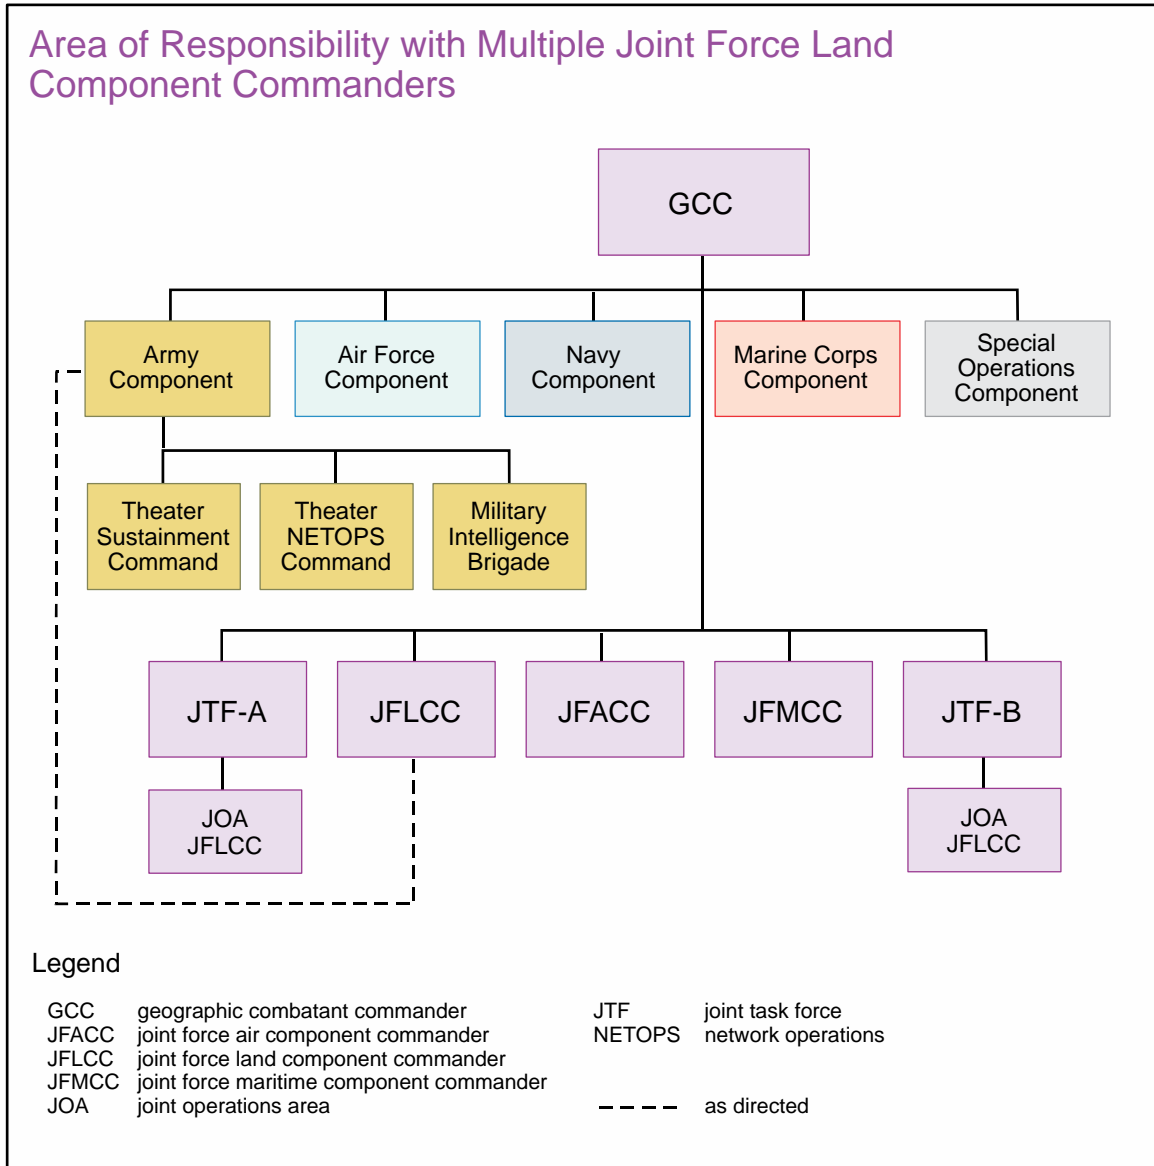 Area of Responsibility with Multiple Joint Force Land
Component Commanders
GCC
Army
Component
Air Force
Component
Navy
Component
Marine Corps
Component
Special
Operations
Component
Theater
Sustainment
Command
Theater
NETOPS
Command
Military
Intelligence
Brigade
JTF-A
JFLCC
JFACC
JFMCC
JTF-B
JOA
JFLCC
JOA
JFLCC
Legend
GCC geographic combatant commander
JFACC joint force air component commander
JFLCC joint force land component commander
JFMCC joint force maritime component commander
JOA joint operations area
JTF joint task force
NETOPS network operations
as directed